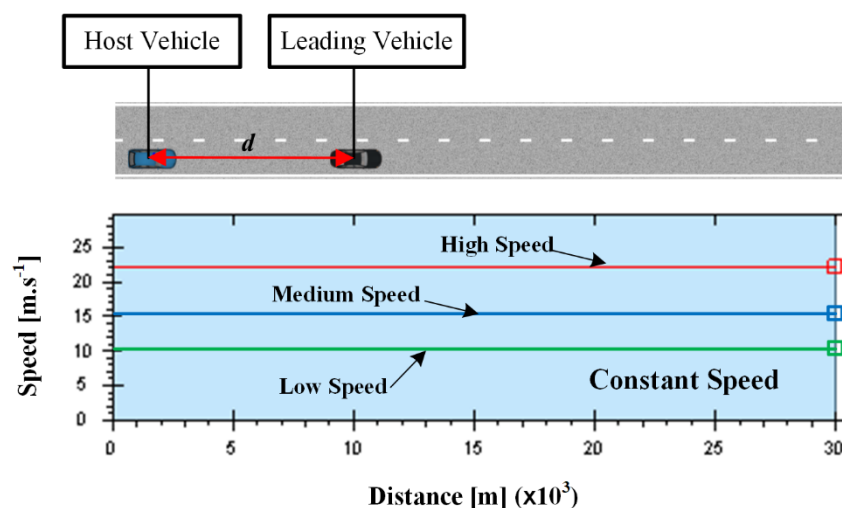 Host Vehicle
Leading Vehicle
d
Speed [m.s⁻¹]
25
20
15
10
5
0
High Speed
Medium Speed
Low Speed
Constant Speed
0 5 10 15 20 25 30
Distance [m] (x10³)